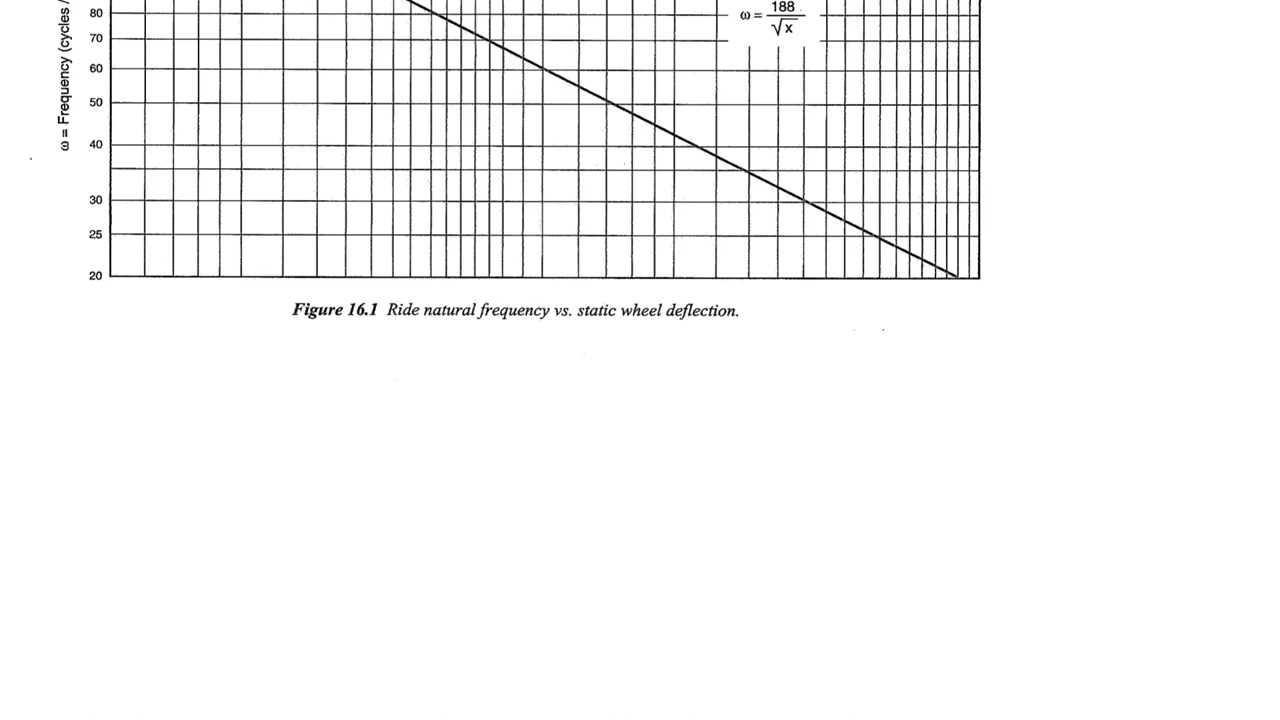 80
70
60
50
40
30
25
20
ω = Frequency (cycles /
ω = 188 / √x
Figure 16.1 Ride natural frequency vs. static wheel deflection.